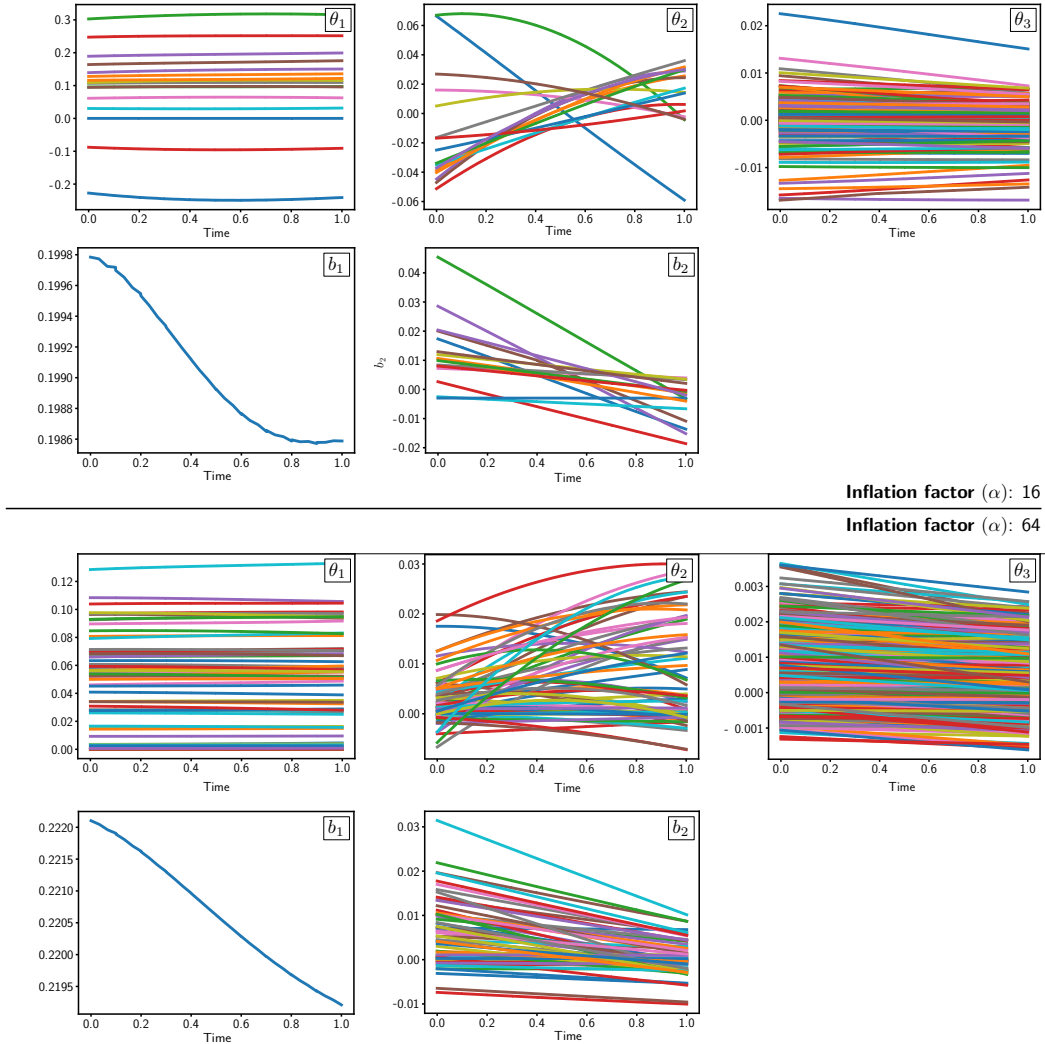 θ1
0.3
0.2
0.1
0.0
-0.1
-0.2
0.0 0.2 0.4 0.6 0.8 1.0
Time
θ2
0.06
0.04
0.02
0.00
-0.02
-0.04
-0.06
0.0 0.2 0.4 0.6 0.8 1.0
Time
θ3
0.02
0.01
0.00
-0.01
0.0 0.2 0.4 0.6 0.8 1.0
Time
b1
0.1998
0.1996
0.1994
0.1992
0.1990
0.1988
0.1986
0.0 0.2 0.4 0.6 0.8 1.0
Time
b2
b2
0.04
0.03
0.02
0.01
0.00
-0.01
-0.02
0.0 0.2 0.4 0.6 0.8 1.0
Time
Inflation factor (α): 16
Inflation factor (α): 64
θ1
0.12
0.10
0.08
0.06
0.04
0.02
0.00
0.0 0.2 0.4 0.6 0.8 1.0
Time
θ2
0.03
0.02
0.01
0.00
0.0 0.2 0.4 0.6 0.8 1.0
Time
θ3
0.003
0.002
0.001
0.000
- 0.001
0.0 0.2 0.4 0.6 0.8 1.0
Time
b1
0.2220
0.2215
0.2210
0.2205
0.2200
0.2195
0.0 0.2 0.4 0.6 0.8 1.0
Time
b2
0.03
0.02
0.01
0.00
-0.01
0.0 0.2 0.4 0.6 0.8 1.0
Time